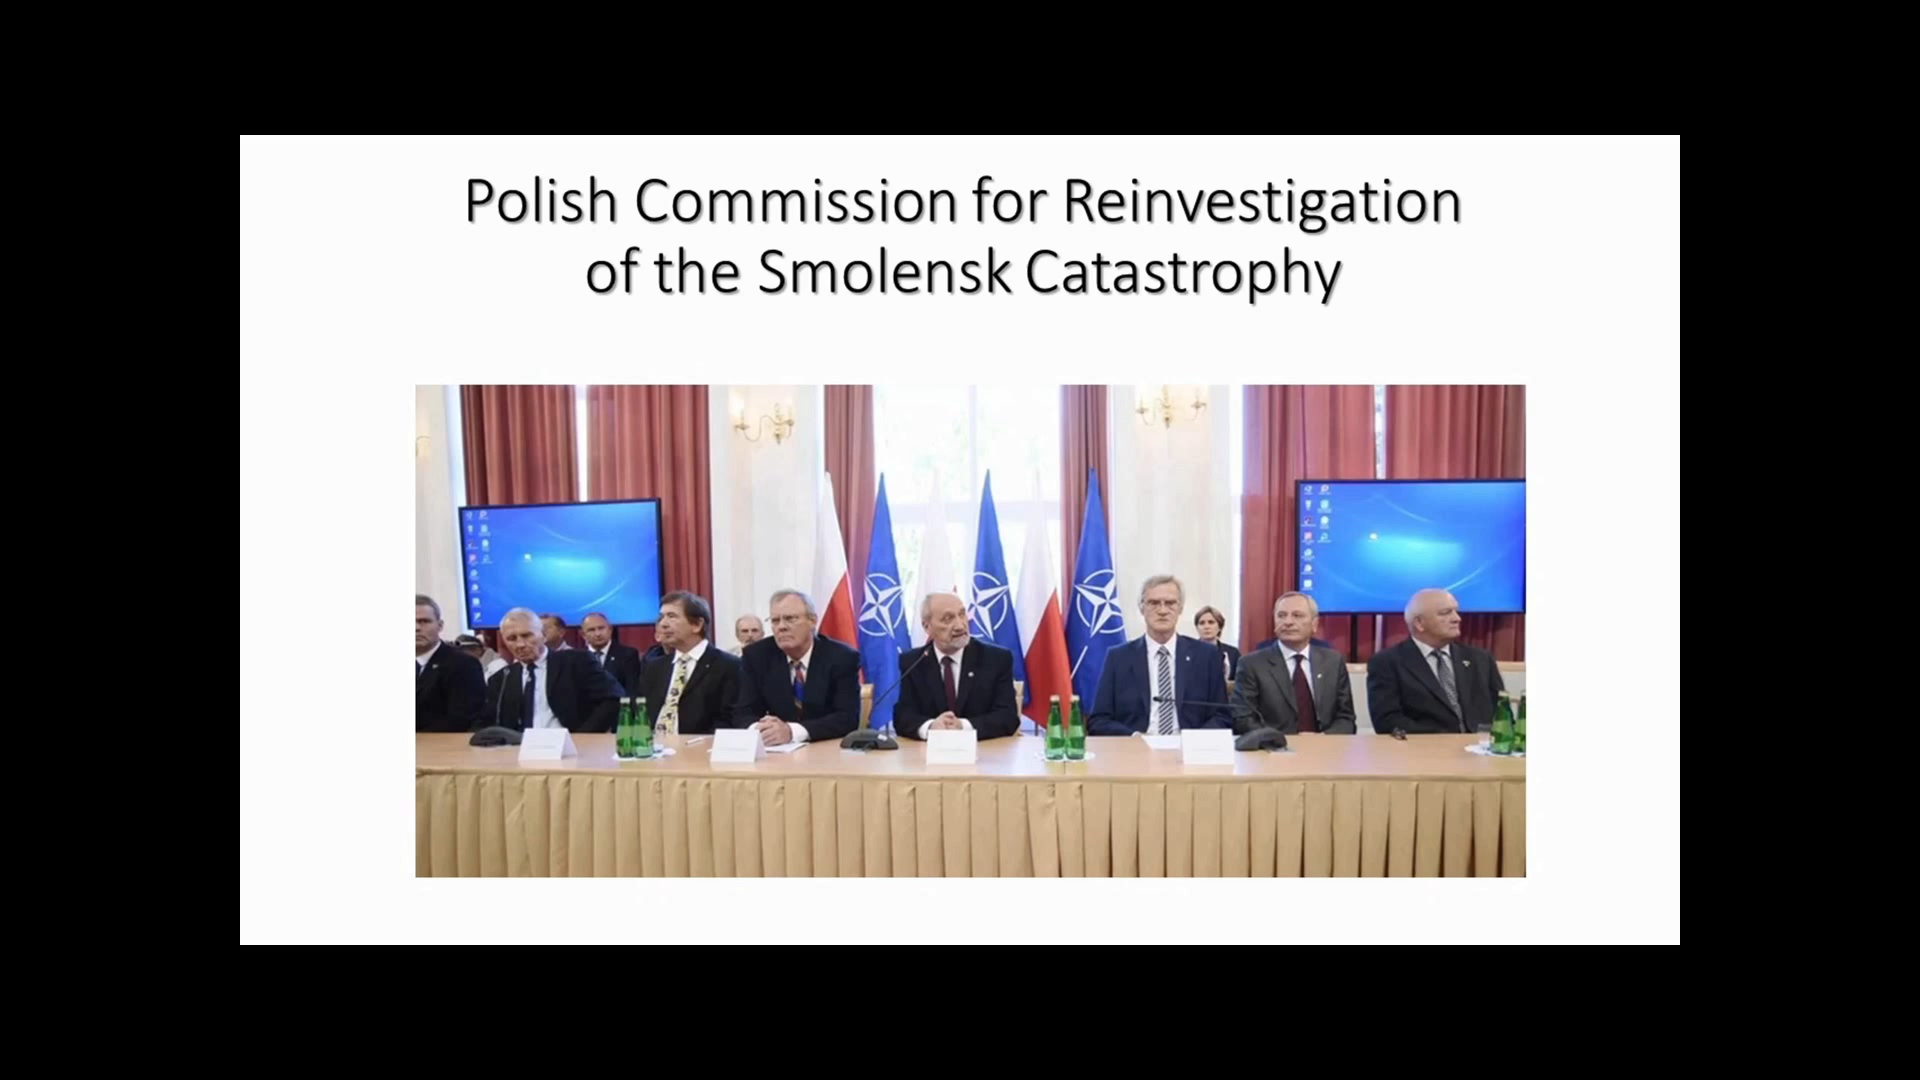 Polish Commission for Reinvestigation
of the Smolensk Catastrophy